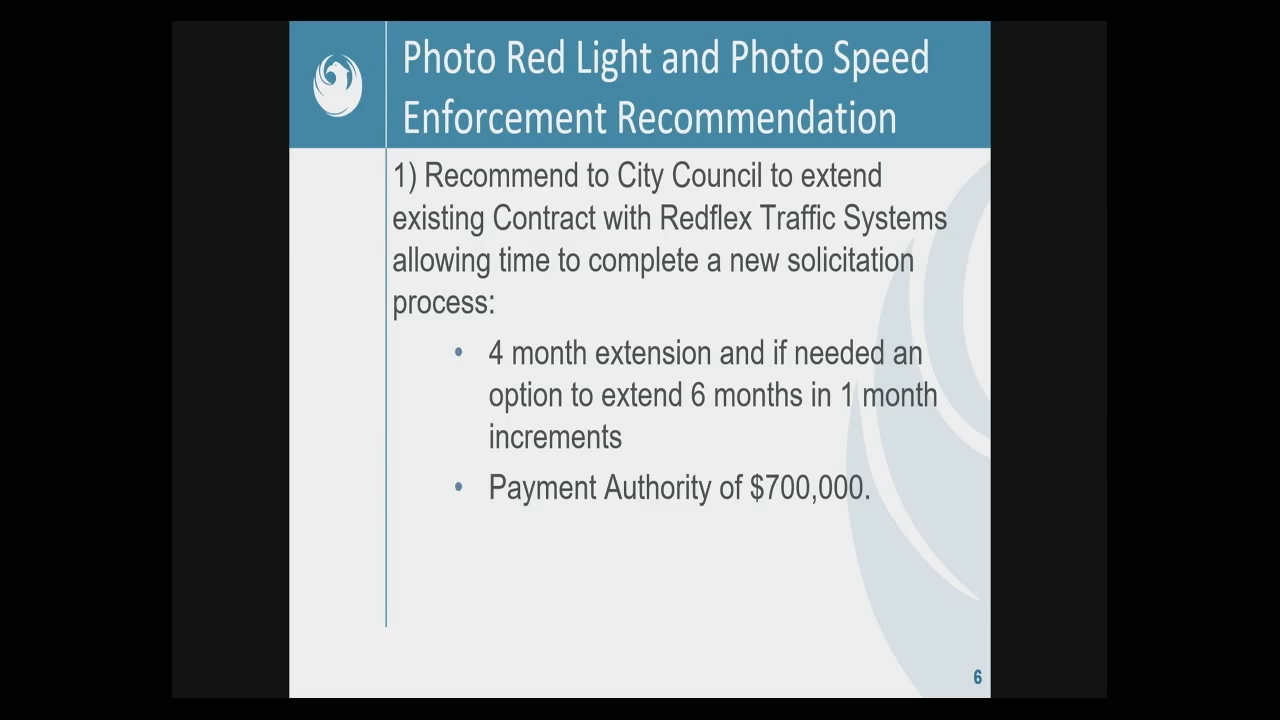 Photo Red Light and Photo Speed
Enforcement Recommendation
1) Recommend to City Council to extend
existing Contract with Redflex Traffic Systems
allowing time to complete a new solicitation
process:
• 4 month extension and if needed an
option to extend 6 months in 1 month
increments
• Payment Authority of $700,000.
6